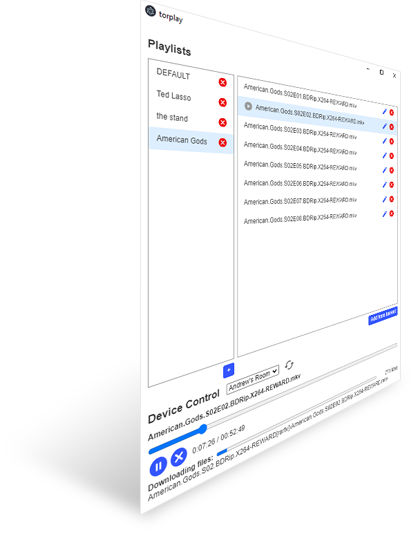 torplay
Playlists
DEFAULT
Ted Lasso
the stand
American Gods
American.Gods.S02E01.BDRip.X264-REWARD.mkv
American.Gods.S02E02.BDRip.X264-REWARD.mkv
American.Gods.S02E03.BDRip.X264-REWARD.mkv
American.Gods.S02E04.BDRip.X264-REWARD.mkv
American.Gods.S02E05.BDRip.X264-REWARD.mkv
American.Gods.S02E06.BDRip.X264-REWARD.mkv
American.Gods.S02E07.BDRip.X264-REWARD.mkv
American.Gods.S02E08.BDRip.X264-REWARD.mkv
+
Add from torrent
Device Control
Andrew's Room
American.Gods.S02E02.BDRip.X264-REWARD.mkv
0:07:26 / 00:52:49
Downloading files:
American.Gods.S02.BDRip.X264-REWARD[rartv]/American.Gods.S02E02.BDRip.X264-REWARD.mkv